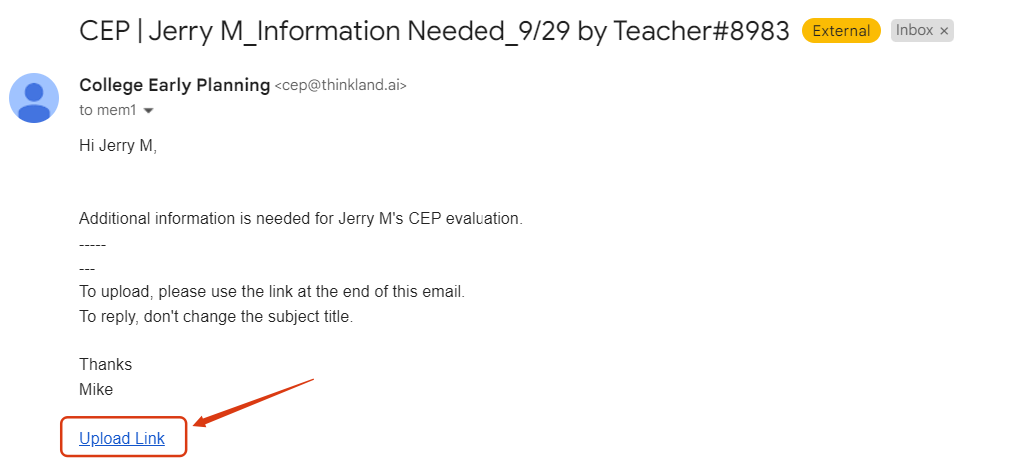 CEP | Jerry M_Information Needed_9/29 by Teacher#8983 External Inbox ×
College Early Planning <cep@thinkland.ai>
to mem1
Hi Jerry M,
Additional information is needed for Jerry M's CEP evaluation.
-----
---
To upload, please use the link at the end of this email.
To reply, don't change the subject title.
Thanks
Mike
Upload Link